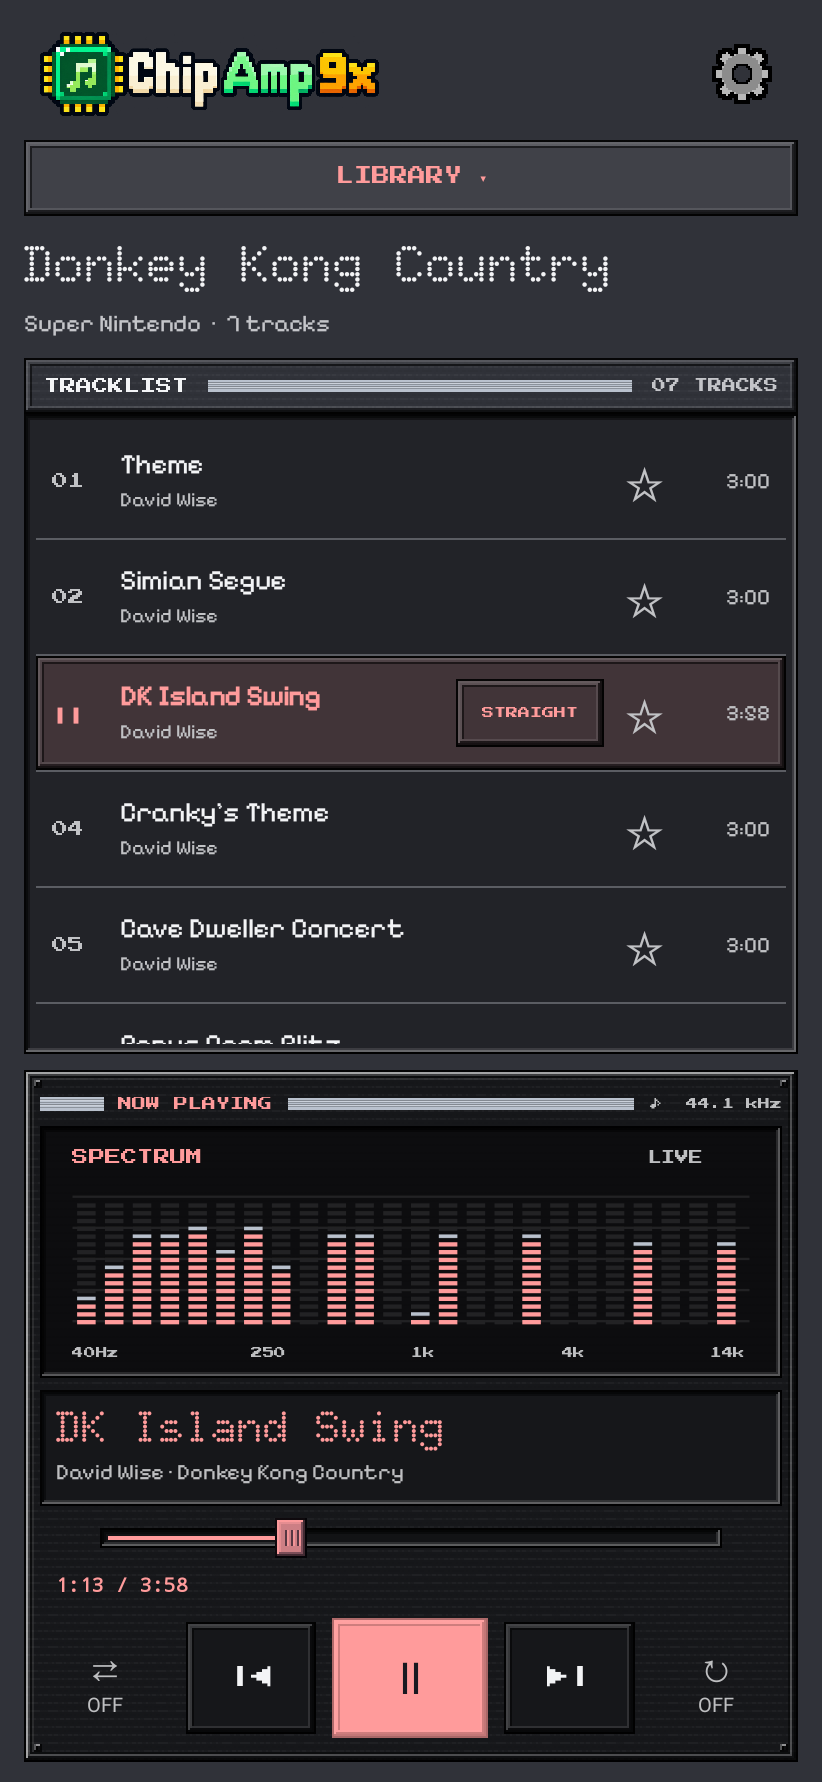 ChipAmp9x
LIBRARY ▾
Donkey Kong Country
Super Nintendo · 7 tracks
TRACKLIST 07 TRACKS
01 Theme ☆ 3:00
David Wise
02 Simian Segue ☆ 3:00
David Wise
DK Island Swing STRAIGHT ☆ 3:58
David Wise
04 Cranky's Theme ☆ 3:00
David Wise
05 Cave Dweller Concert ☆ 3:00
David Wise
NOW PLAYING ♪ 44.1 kHz
SPECTRUM LIVE
40Hz 250 1k 4k 14k
DK Island Swing
David Wise · Donkey Kong Country
1:13 / 3:58
OFF OFF